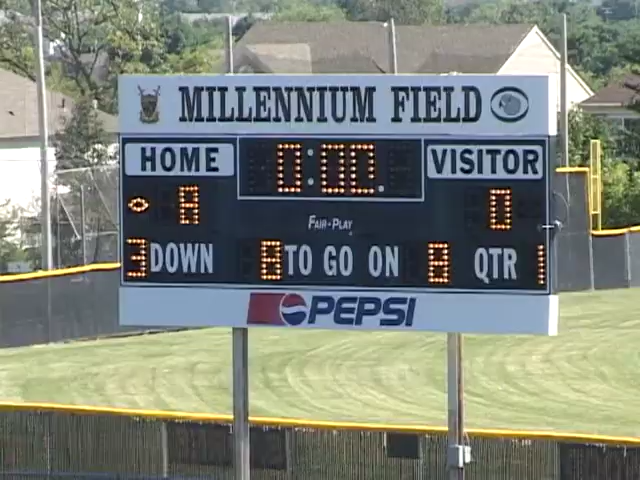 MILLENNIUM FIELD
HOME 0:00. VISITOR
8 0
FAIR-PLAY
3 DOWN 8 TO GO ON 8 QTR 1
PEPSI